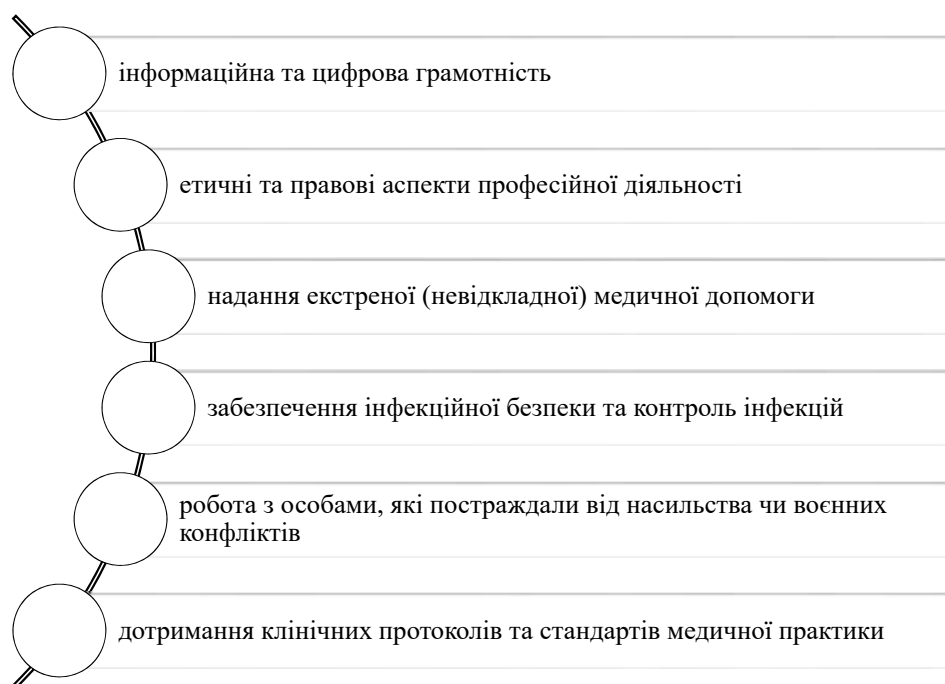 інформаційна та цифрова грамотність
етичні та правові аспекти професійної діяльності
надання екстреної (невідкладної) медичної допомоги
забезпечення інфекційної безпеки та контроль інфекцій
робота з особами, які постраждали від насильства чи воєнних
конфліктів
дотримання клінічних протоколів та стандартів медичної практики